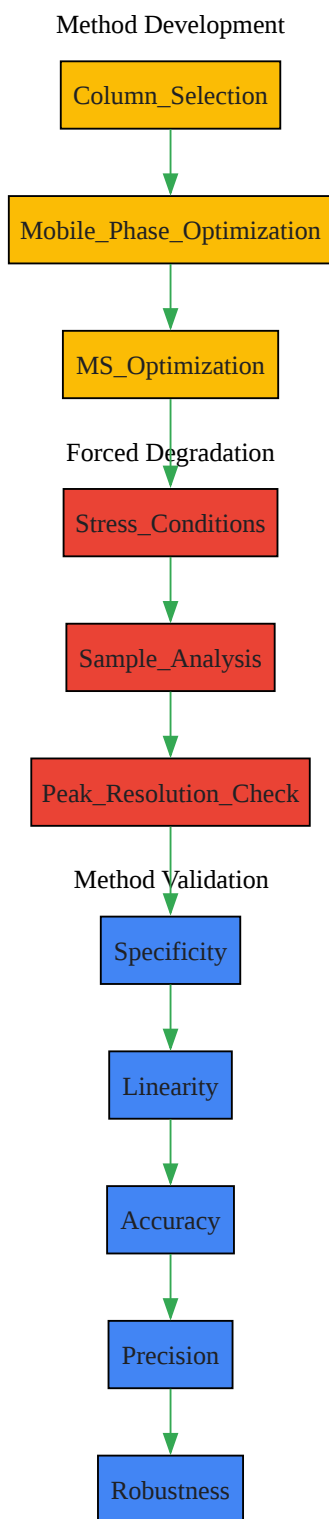 Method Development
Column_Selection
Mobile_Phase_Optimization
MS_Optimization
Forced Degradation
Stress_Conditions
Sample_Analysis
Peak_Resolution_Check
Method Validation
Specificity
Linearity
Accuracy
Precision
Robustness